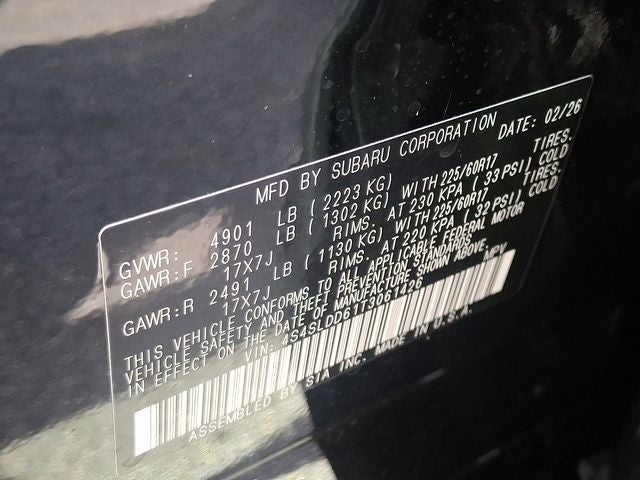 MFD BY SUBARU CORPORATION DATE: 02/26
GVWR: 4901 LB ( 2223 KG)
GAWR:F 2870 LB ( 1302 KG) WITH 225/60R17 TIRES.
17X7J RIMS. AT 230 KPA ( 33 PSI) COLD
GAWR:R 2491 LB ( 1130 KG) WITH 225/60R17 TIRES.
17X7J RIMS. AT 220 KPA ( 32 PSI) COLD
THIS VEHICLE CONFORMS TO ALL APPLICABLE FEDERAL MOTOR
VEHICLE SAFETY AND THEFT PREVENTION STANDARDS
IN EFFECT ON THE DATE OF MANUFACTURE SHOWN ABOVE.
VIN: 4S4SLDD61T3061426 MPV
ASSEMBLED BY SIA INC. MADE IN U.S.A.